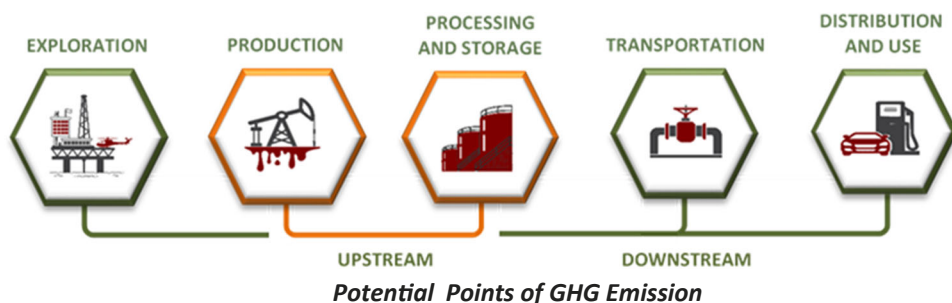 EXPLORATION
PRODUCTION
PROCESSING
AND STORAGE
TRANSPORTATION
DISTRIBUTION
AND USE
UPSTREAM
DOWNSTREAM
Potential Points of GHG Emission